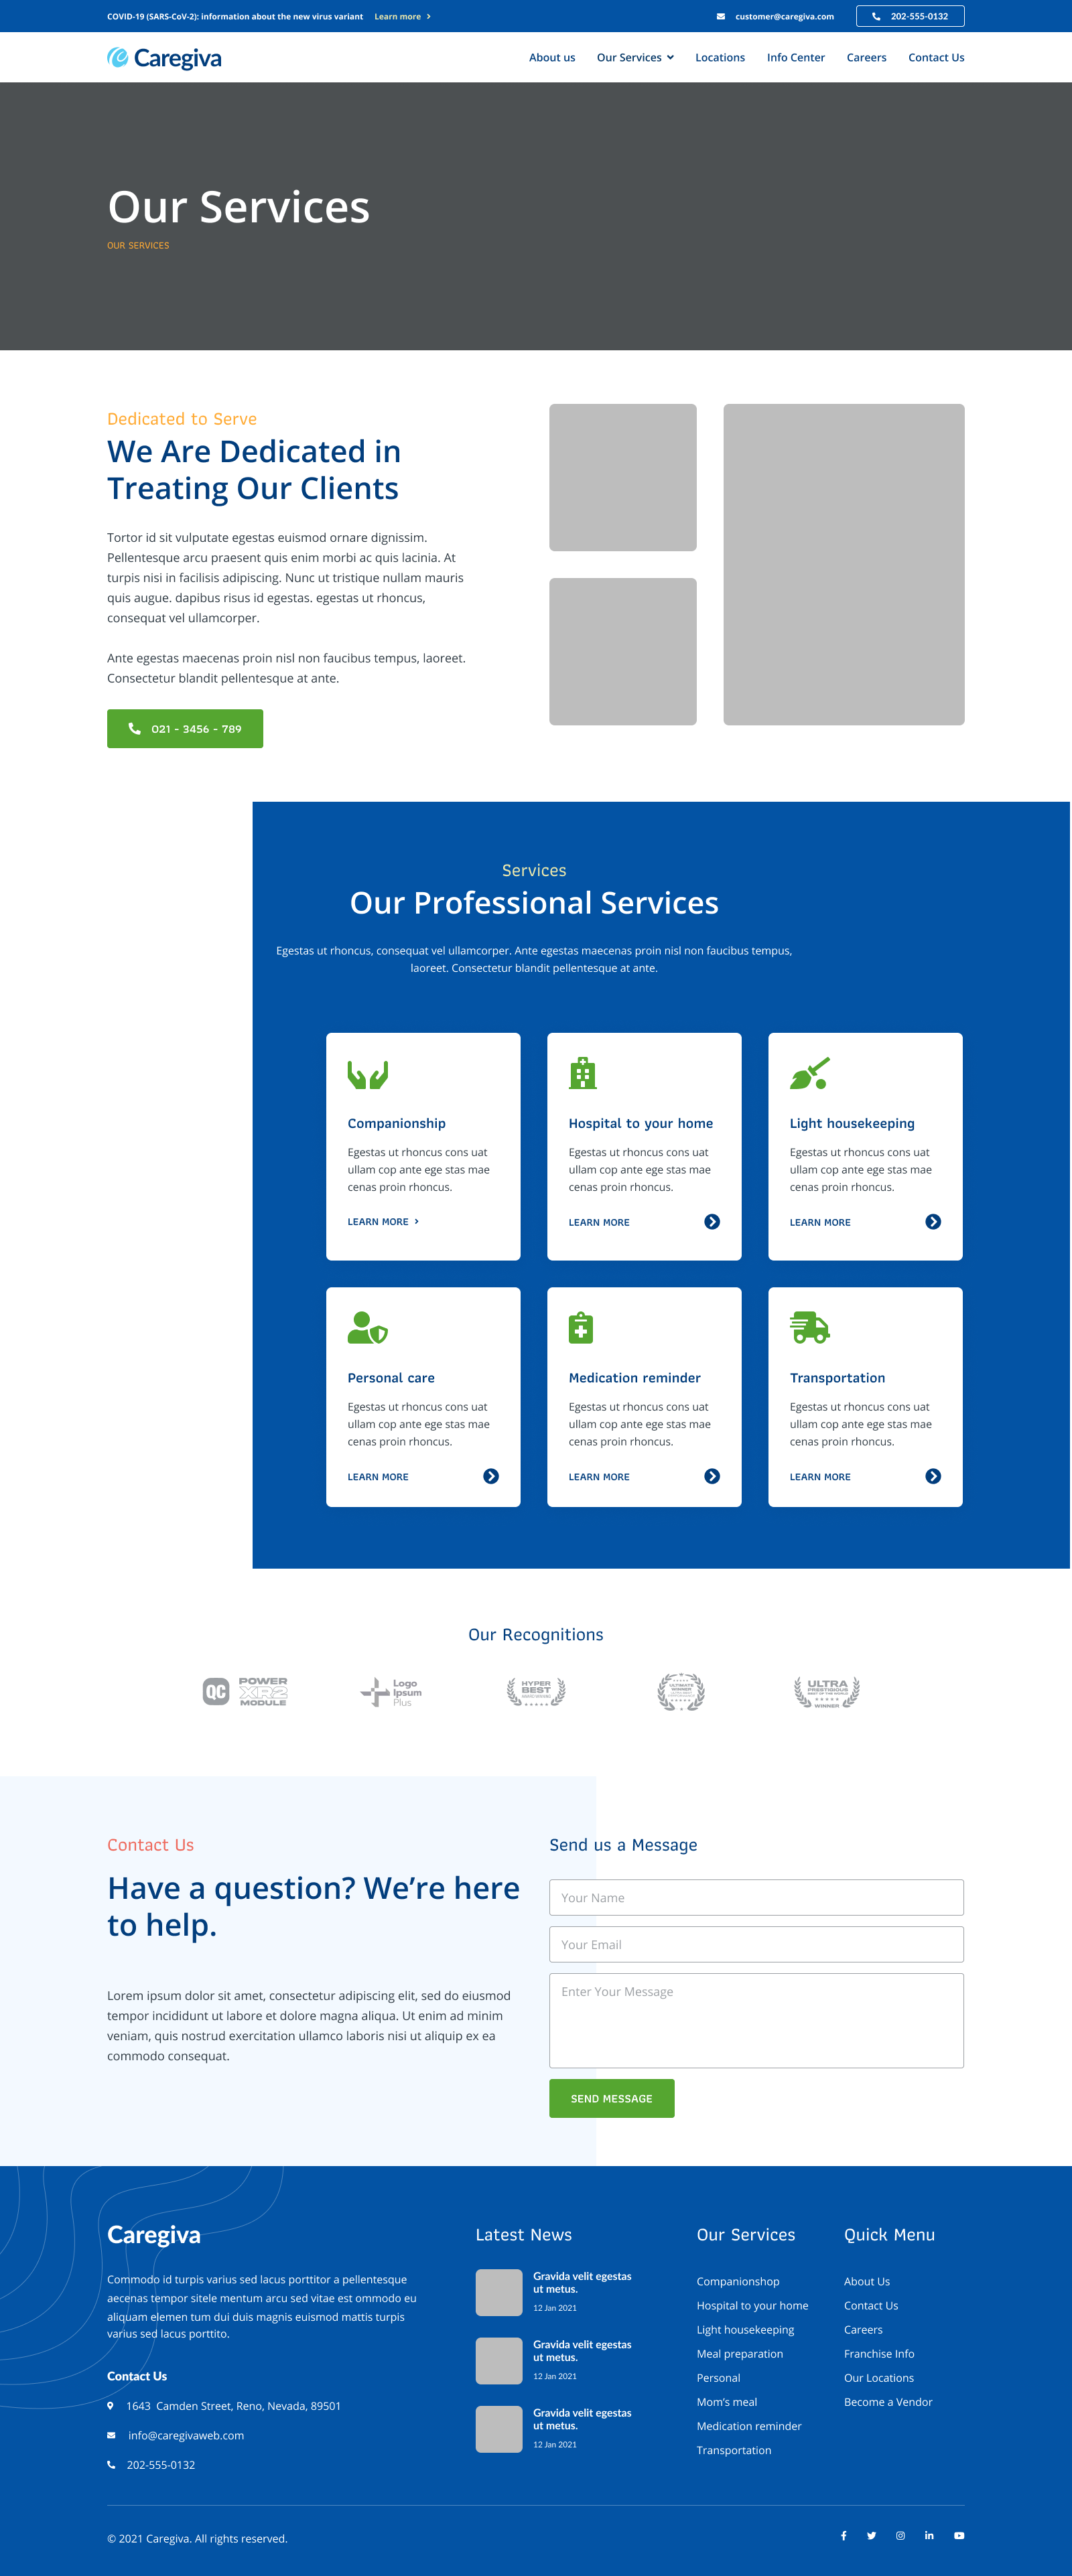 COVID-19 (SARS-CoV-2): information about the new virus variant Learn more
customer@caregiva.com
202-555-0132
Caregiva
About us Our Services Locations Info Center Careers Contact Us
Our Services
OUR SERVICES
Dedicated to Serve
We Are Dedicated in
Treating Our Clients
Tortor id sit vulputate egestas euismod ornare dignissim.
Pellentesque arcu praesent quis enim morbi ac quis lacinia. At
turpis nisi in facilisis adipiscing. Nunc ut tristique nullam mauris
quis augue. dapibus risus id egestas. egestas ut rhoncus,
consequat vel ullamcorper.
Ante egestas maecenas proin nisl non faucibus tempus, laoreet.
Consectetur blandit pellentesque at ante.
021 - 3456 - 789
Services
Our Professional Services
Egestas ut rhoncus, consequat vel ullamcorper. Ante egestas maecenas proin nisl non faucibus tempus,
laoreet. Consectetur blandit pellentesque at ante.
Companionship
Egestas ut rhoncus cons uat
ullam cop ante ege stas mae
cenas proin rhoncus.
LEARN MORE
Hospital to your home
Egestas ut rhoncus cons uat
ullam cop ante ege stas mae
cenas proin rhoncus.
LEARN MORE
Light housekeeping
Egestas ut rhoncus cons uat
ullam cop ante ege stas mae
cenas proin rhoncus.
LEARN MORE
Personal care
Egestas ut rhoncus cons uat
ullam cop ante ege stas mae
cenas proin rhoncus.
LEARN MORE
Medication reminder
Egestas ut rhoncus cons uat
ullam cop ante ege stas mae
cenas proin rhoncus.
LEARN MORE
Transportation
Egestas ut rhoncus cons uat
ullam cop ante ege stas mae
cenas proin rhoncus.
LEARN MORE
Our Recognitions
QC
POWER
XR2
MODULE
Logo
Ipsum
Plus
HYPER
BEST
AWARD WINNING
ULTIMATE
WINNER
ULTRA
PRESTIGIOUS
BEST OF THE WORLD
WINNER
Contact Us
Have a question? We’re here
to help.
Lorem ipsum dolor sit amet, consectetur adipiscing elit, sed do eiusmod
tempor incididunt ut labore et dolore magna aliqua. Ut enim ad minim
veniam, quis nostrud exercitation ullamco laboris nisi ut aliquip ex ea
commodo consequat.
Send us a Message
Your Name
Your Email
Enter Your Message
SEND MESSAGE
Caregiva
Commodo id turpis varius sed lacus porttitor a pellentesque
aecenas tempor sitele mentum arcu sed vitae est ommodo eu
aliquam elemen tum dui duis magnis euismod mattis turpis
varius sed lacus porttito.
Contact Us
1643 Camden Street, Reno, Nevada, 89501
info@caregivaweb.com
202-555-0132
Latest News
Gravida velit egestas
ut metus.
12 Jan 2021
Gravida velit egestas
ut metus.
12 Jan 2021
Gravida velit egestas
ut metus.
12 Jan 2021
Our Services
Companionshop
Hospital to your home
Light housekeeping
Meal preparation
Personal
Mom’s meal
Medication reminder
Transportation
Quick Menu
About Us
Contact Us
Careers
Franchise Info
Our Locations
Become a Vendor
© 2021 Caregiva. All rights reserved.